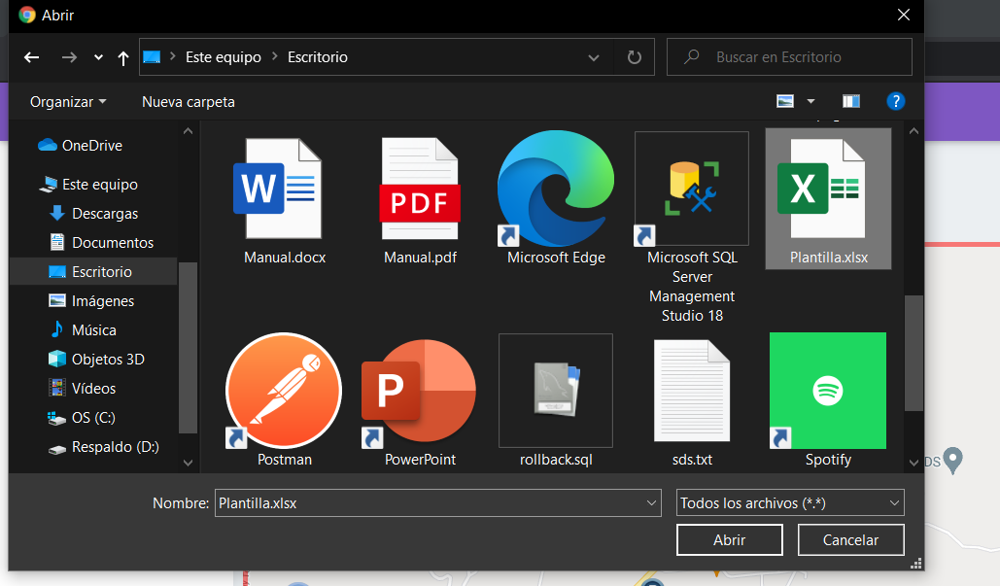 Abrir
Este equipo
Escritorio
Buscar en Escritorio
Organizar
Nueva carpeta
?
OneDrive
Este equipo
Descargas
Documentos
Escritorio
Imágenes
Música
Objetos 3D
Vídeos
OS (C:)
Respaldo (D:)
W
Manual.docx
PDF
Manual.pdf
Microsoft Edge
Microsoft SQL
Server
Management
Studio 18
X
Plantilla.xlsx
Postman
P
PowerPoint
rollback.sql
sds.txt
Spotify
DS
Nombre:
Plantilla.xlsx
Todos los archivos (*.*)
Abrir
Cancelar